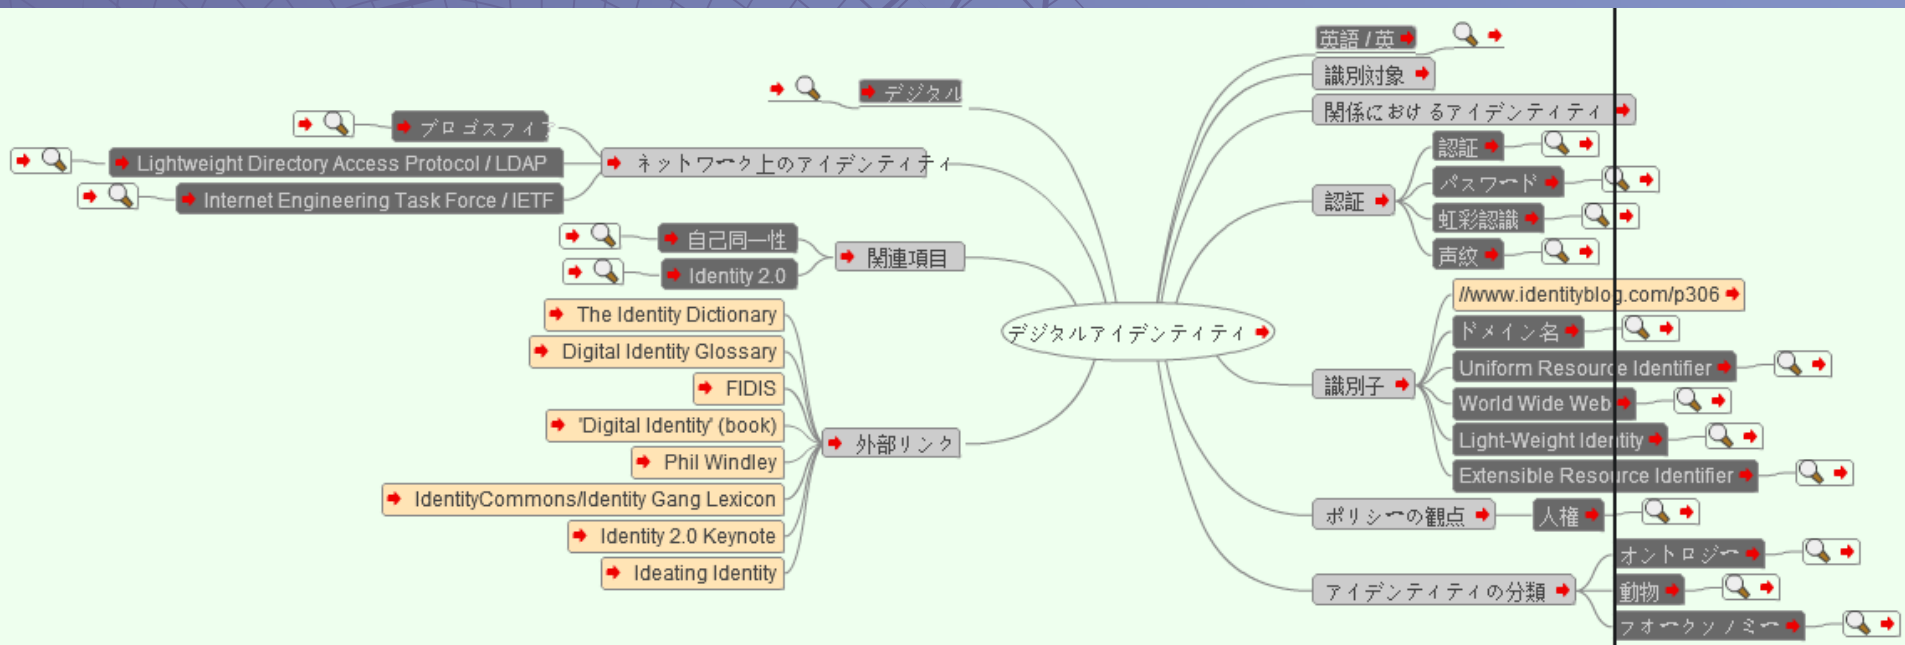 デジタル
ネットワーク上のアイデンティティ
ブロゴスフィア
Lightweight Directory Access Protocol / LDAP
Internet Engineering Task Force / IETF
関連項目
自己同一性
Identity 2.0
外部リンク
The Identity Dictionary
Digital Identity Glossary
FIDIS
'Digital Identity' (book)
Phil Windley
IdentityCommons/Identity Gang Lexicon
Identity 2.0 Keynote
Ideating Identity
デジタルアイデンティティ
英語 / 英
識別対象
関係におけるアイデンティティ
認証
認証
パスワード
虹彩認識
声紋
識別子
//www.identityblog.com/p306
ドメイン名
Uniform Resource Identifier
World Wide Web
Light-Weight Identity
Extensible Resource Identifier
ポリシーの観点
人権
アイデンティティの分類
オントロジー
動物
フォークソノミー